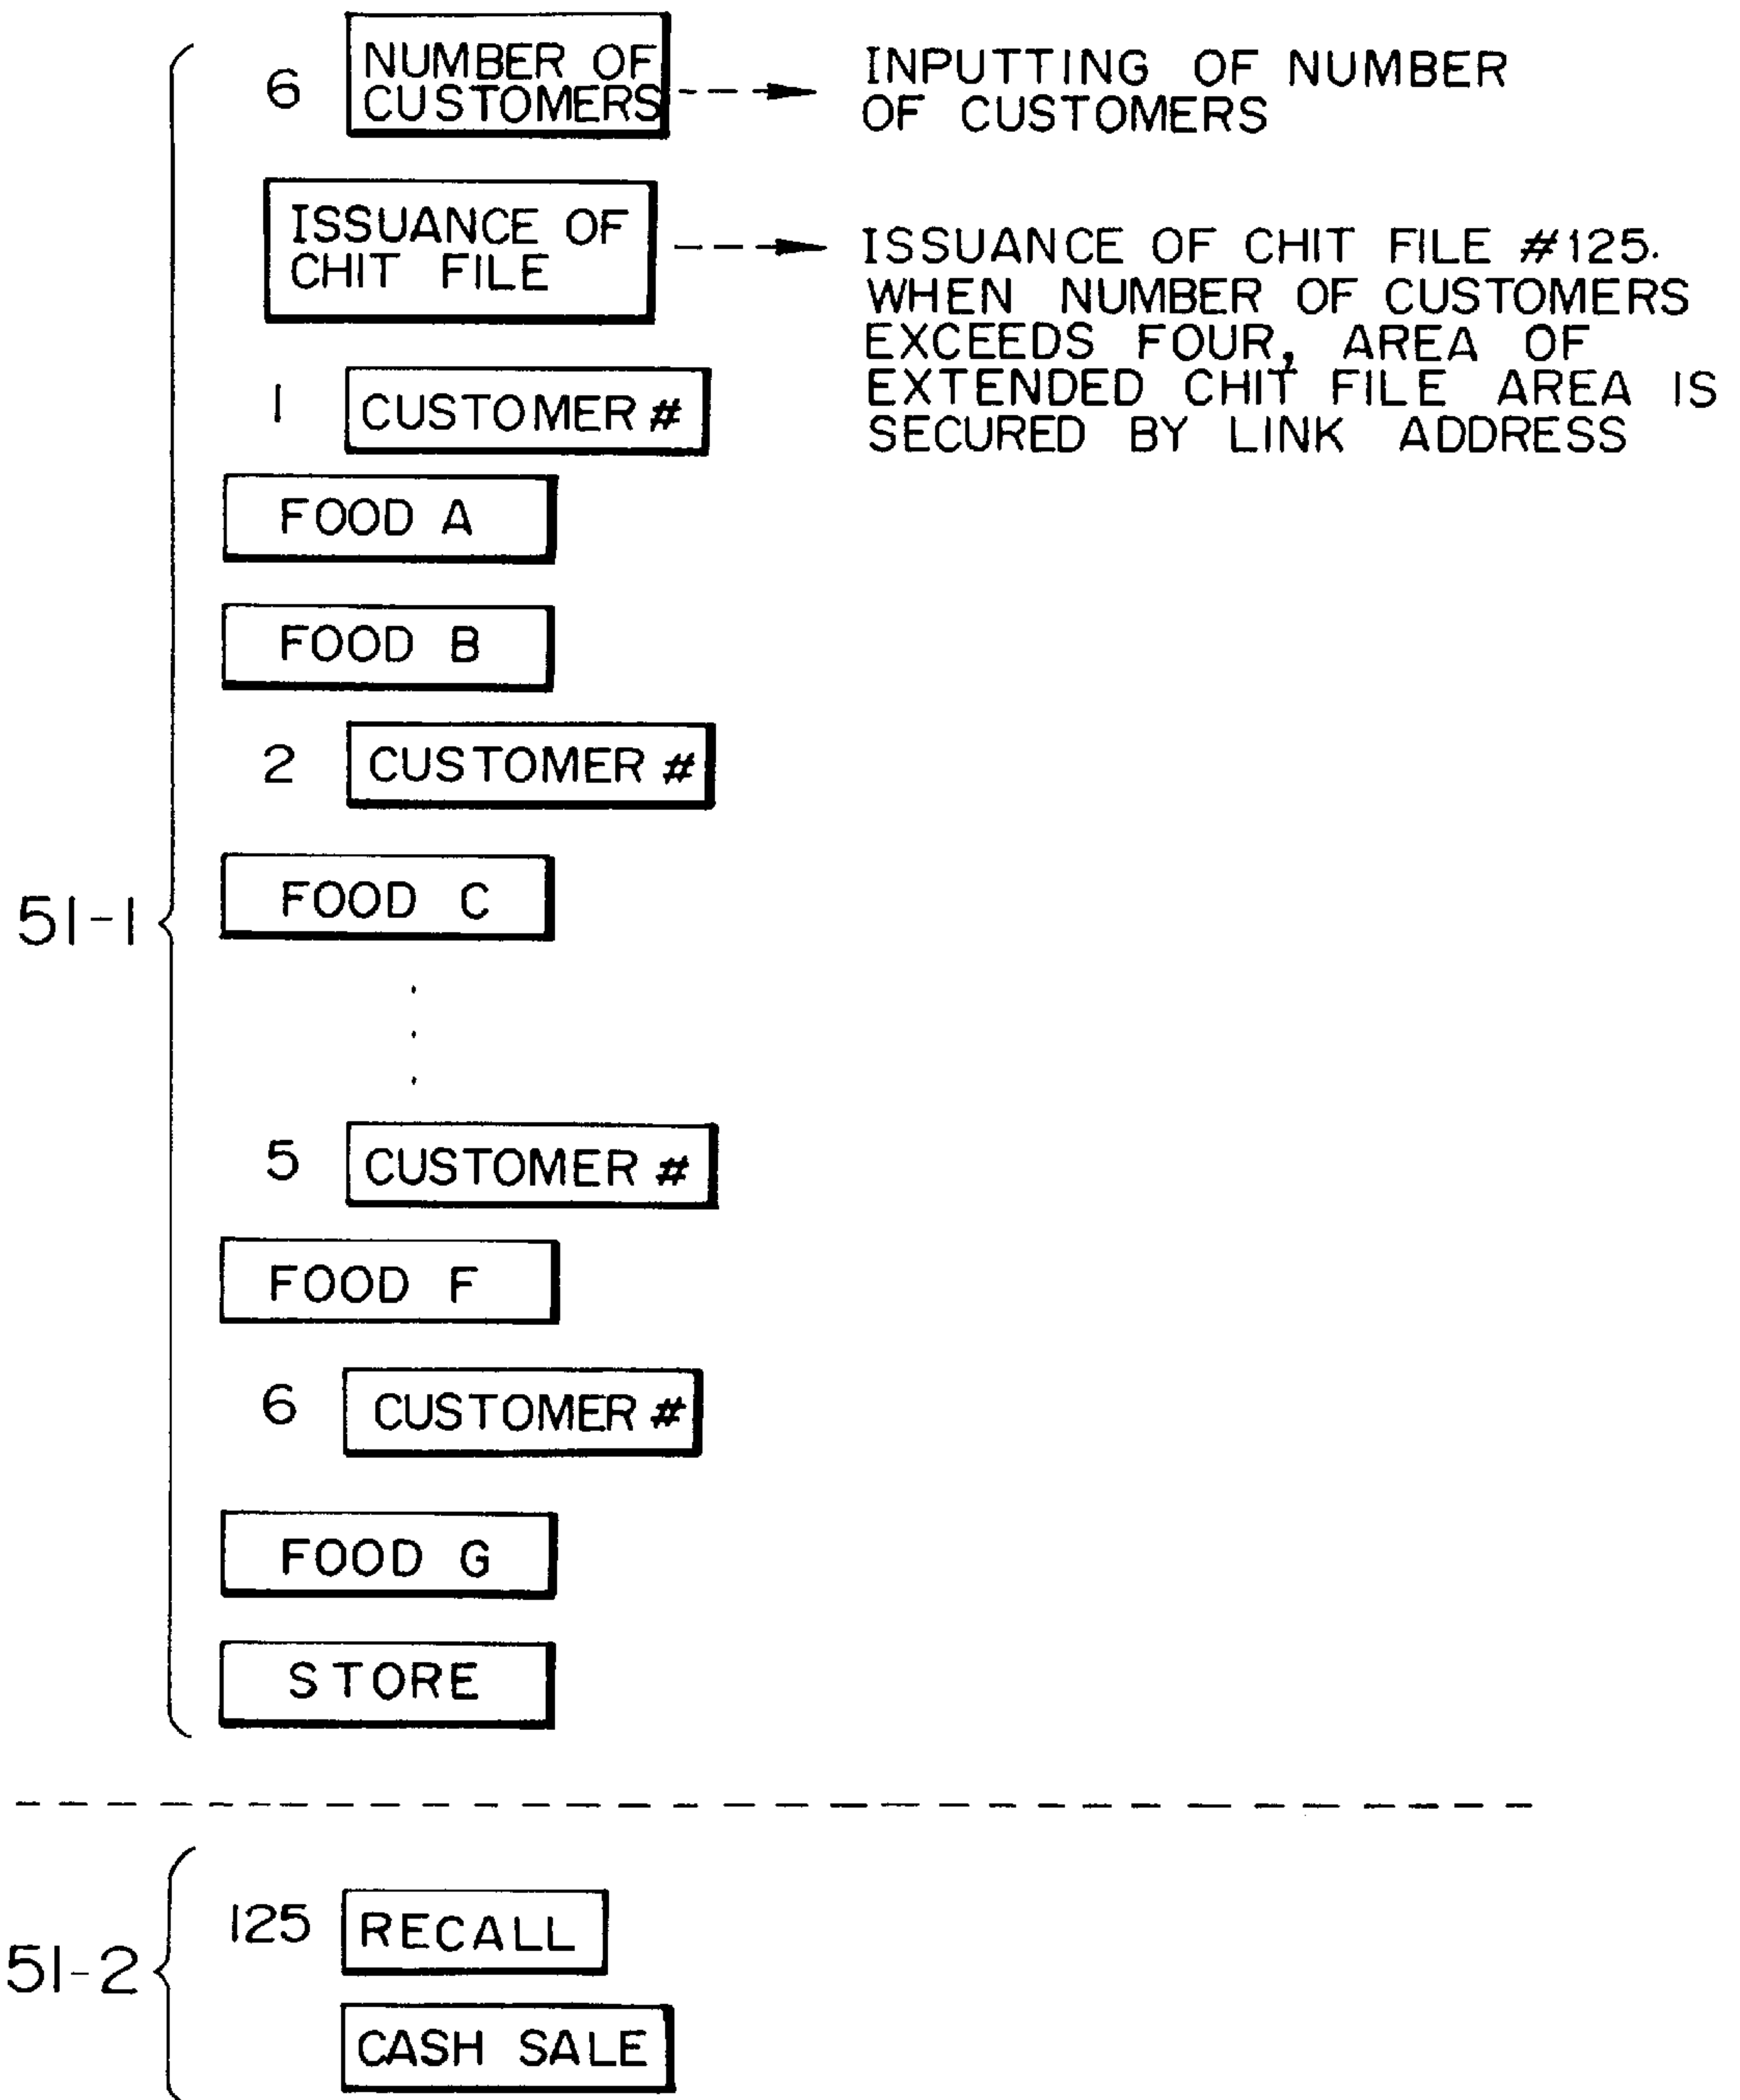 6 NUMBER OF
CUSTOMERS
INPUTTING OF NUMBER
OF CUSTOMERS
ISSUANCE OF
CHIT FILE
ISSUANCE OF CHIT FILE #125.
WHEN NUMBER OF CUSTOMERS
EXCEEDS FOUR, AREA OF
EXTENDED CHIT FILE AREA IS
SECURED BY LINK ADDRESS
1 CUSTOMER #
FOOD A
FOOD B
2 CUSTOMER #
FOOD C
51-1
5 CUSTOMER #
FOOD F
6 CUSTOMER #
FOOD G
STORE
125 RECALL
51-2
CASH SALE